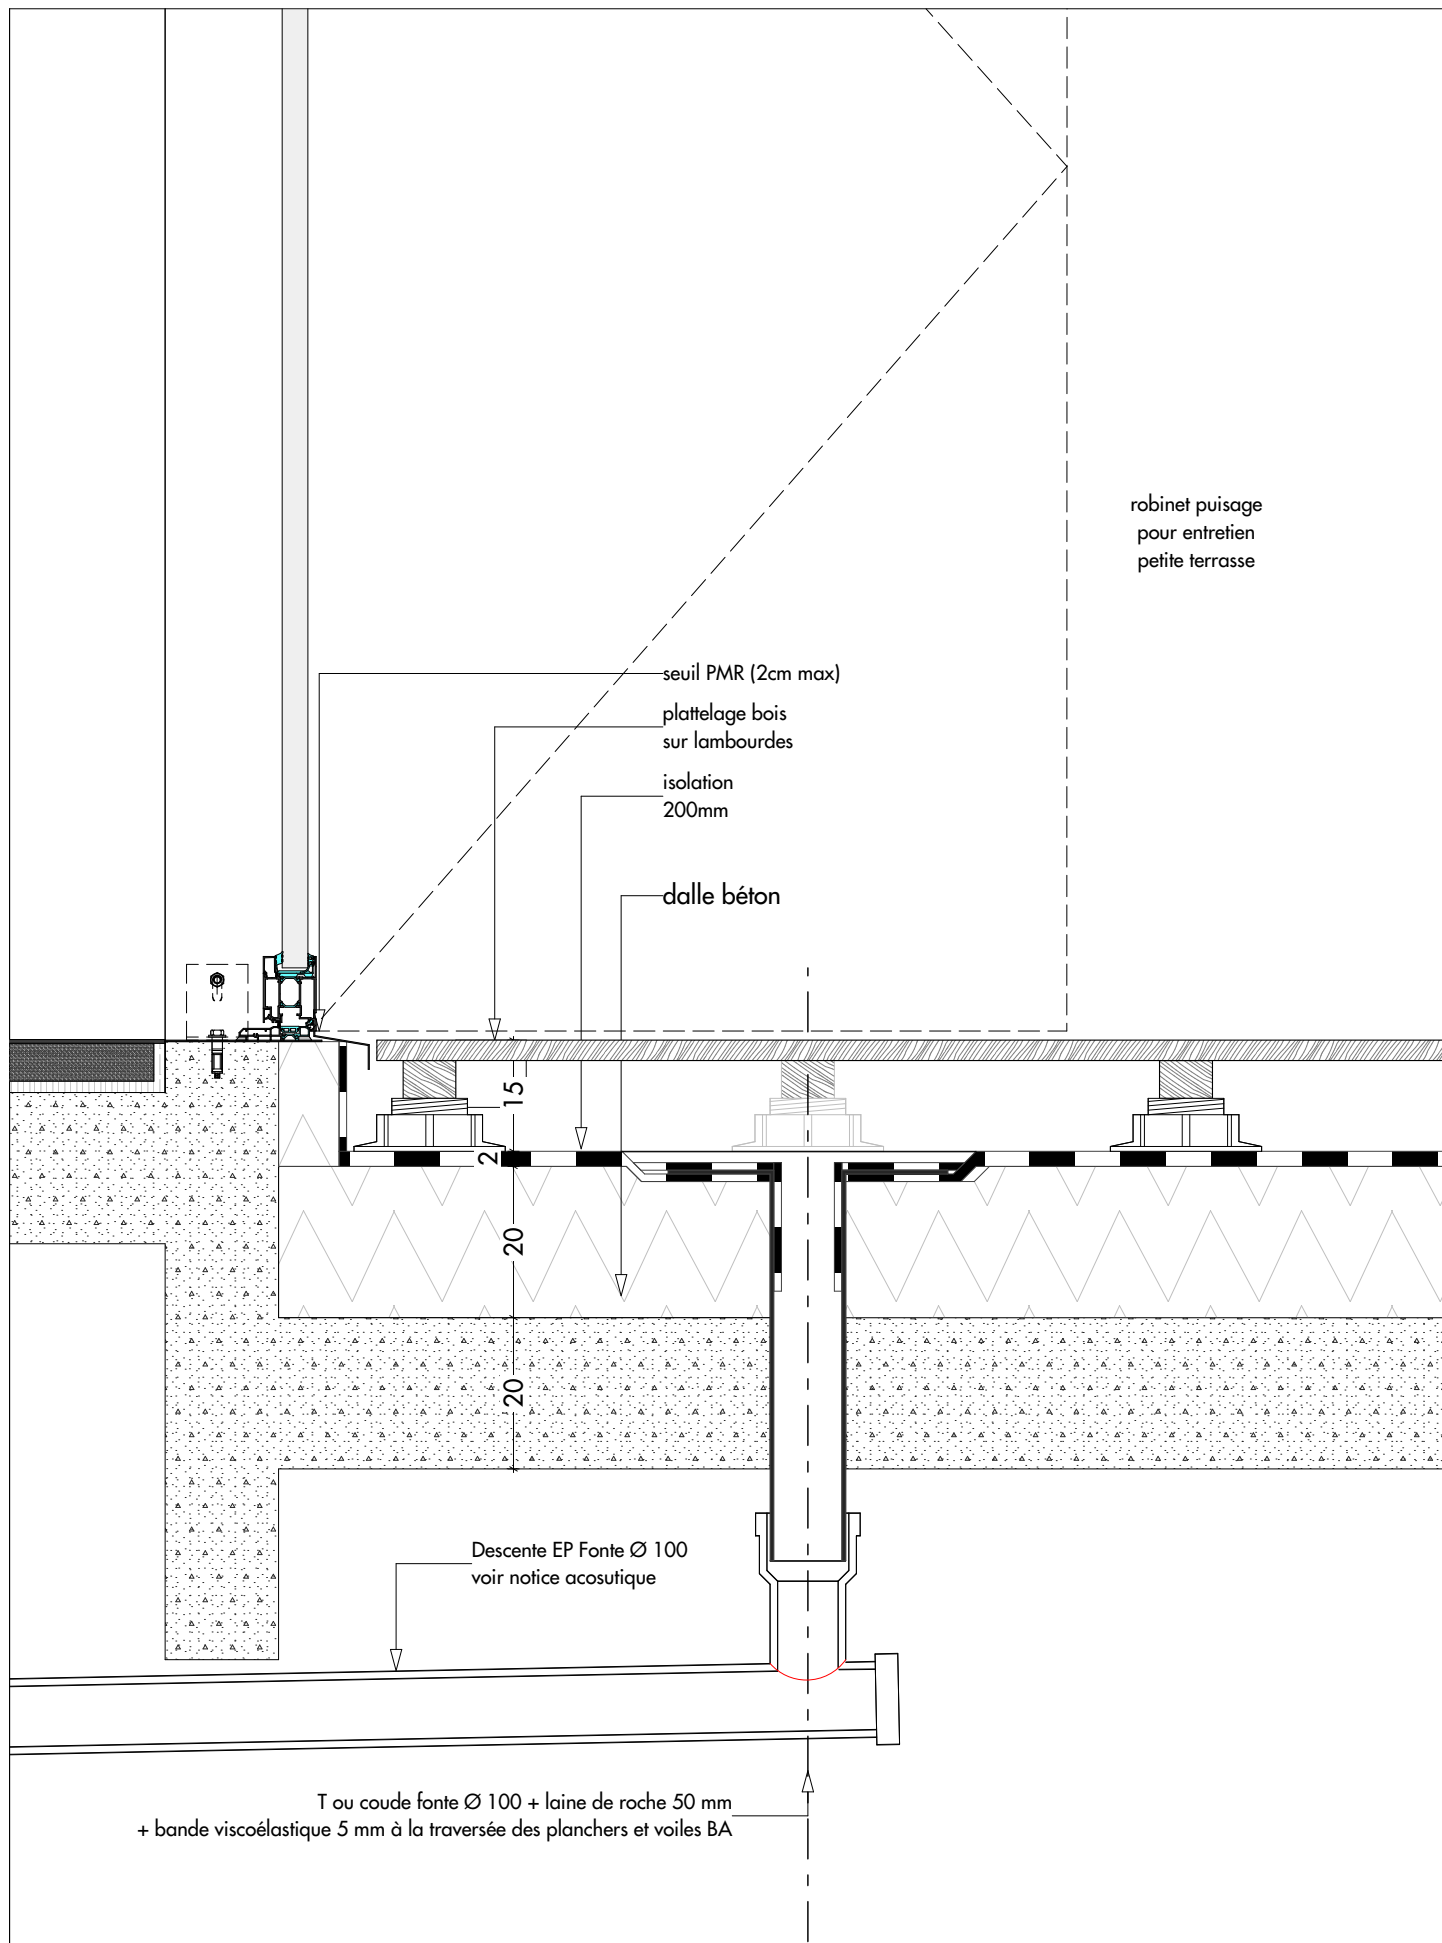 robinet puisage
pour entretien
petite terrasse
seuil PMR (2cm max)
plattelage bois
sur lambourdes
isolation
200mm
dalle béton
15
2
20
20
Descente EP Fonte Ø 100
voir notice acosutique
T ou coude fonte Ø 100 + laine de roche 50 mm
+ bande viscoélastique 5 mm à la traversée des planchers et voiles BA